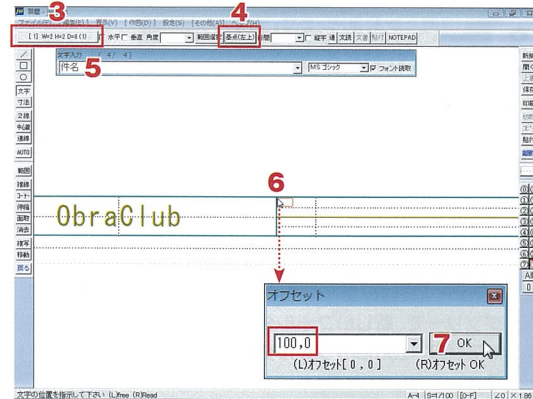 3
4
[1] W=2 H=2 D=0 (1)
水平
垂直
角度
範囲選定
基点(左上)
行間
縦字
連
文読
文書
貼付
NOTEPAD
5
文字入力 ( 4/ 4)
件名
MS ゴシック
フォント読取
文字
寸法
2線
中心線
連線
AUTO
範囲
複線
コーナー
伸縮
面取
消去
複写
移動
戻る
6
ObraClub
オフセット
100,0
7
OK
(L)オフセット[ 0 , 0 ]
(R)オフセット OK
文字の位置を指示して下さい (L)free (R)Read
A-4
S=1/100
[0-F]
∠0
× 1.86